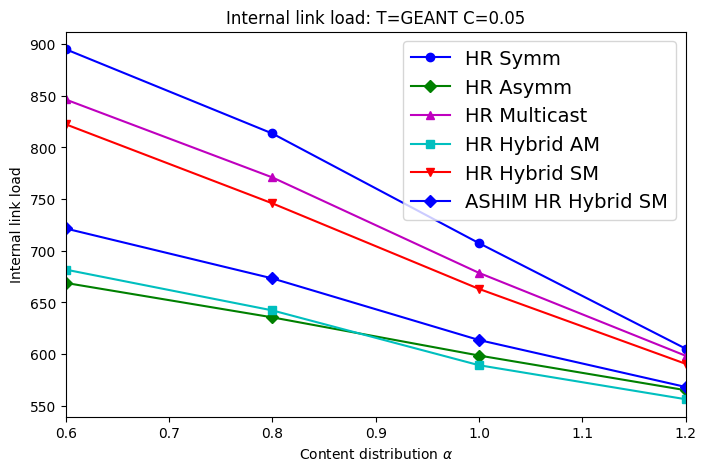 Internal link load: T=GEANT C=0.05
900
850
800
750
700
650
600
550
Internal link load
HR Symm
HR Asymm
HR Multicast
HR Hybrid AM
HR Hybrid SM
ASHIM HR Hybrid SM
0.6 0.7 0.8 0.9 1.0 1.1 1.2
Content distribution α